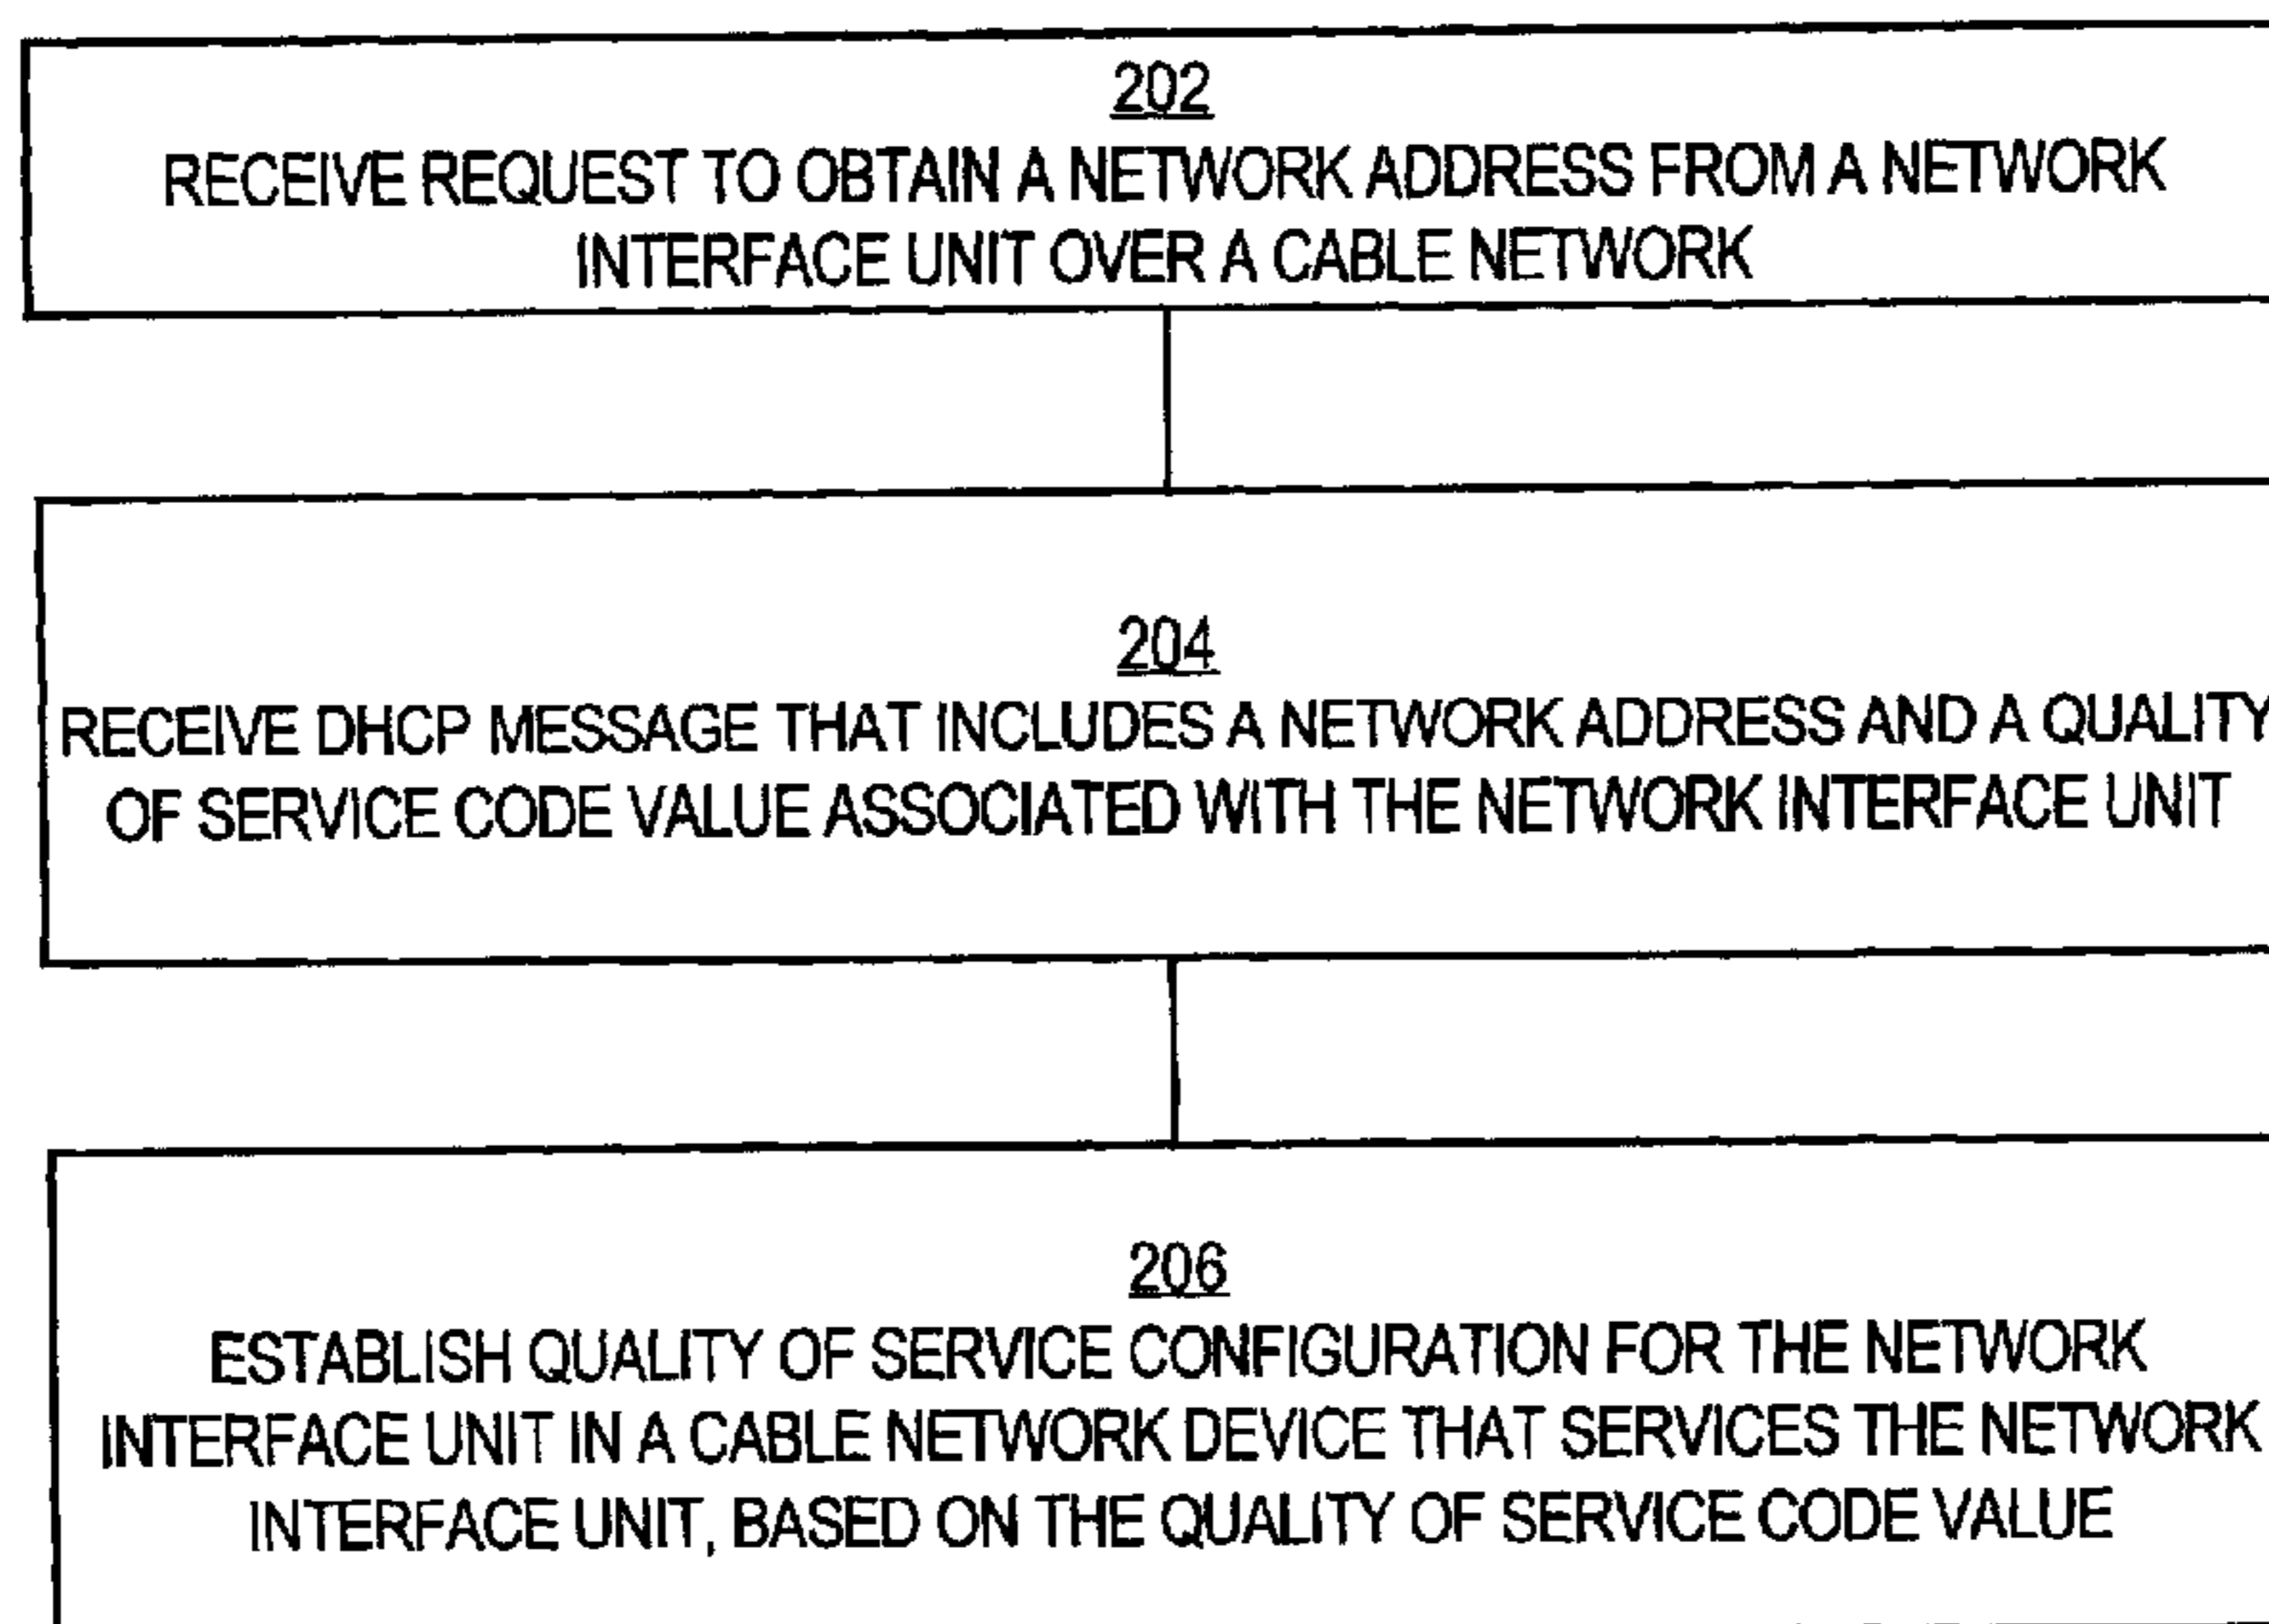 202
RECEIVE REQUEST TO OBTAIN A NETWORK ADDRESS FROM A NETWORK
INTERFACE UNIT OVER A CABLE NETWORK
204
RECEIVE DHCP MESSAGE THAT INCLUDES A NETWORK ADDRESS AND A QUALITY
OF SERVICE CODE VALUE ASSOCIATED WITH THE NETWORK INTERFACE UNIT
206
ESTABLISH QUALITY OF SERVICE CONFIGURATION FOR THE NETWORK
INTERFACE UNIT IN A CABLE NETWORK DEVICE THAT SERVICES THE NETWORK
INTERFACE UNIT, BASED ON THE QUALITY OF SERVICE CODE VALUE